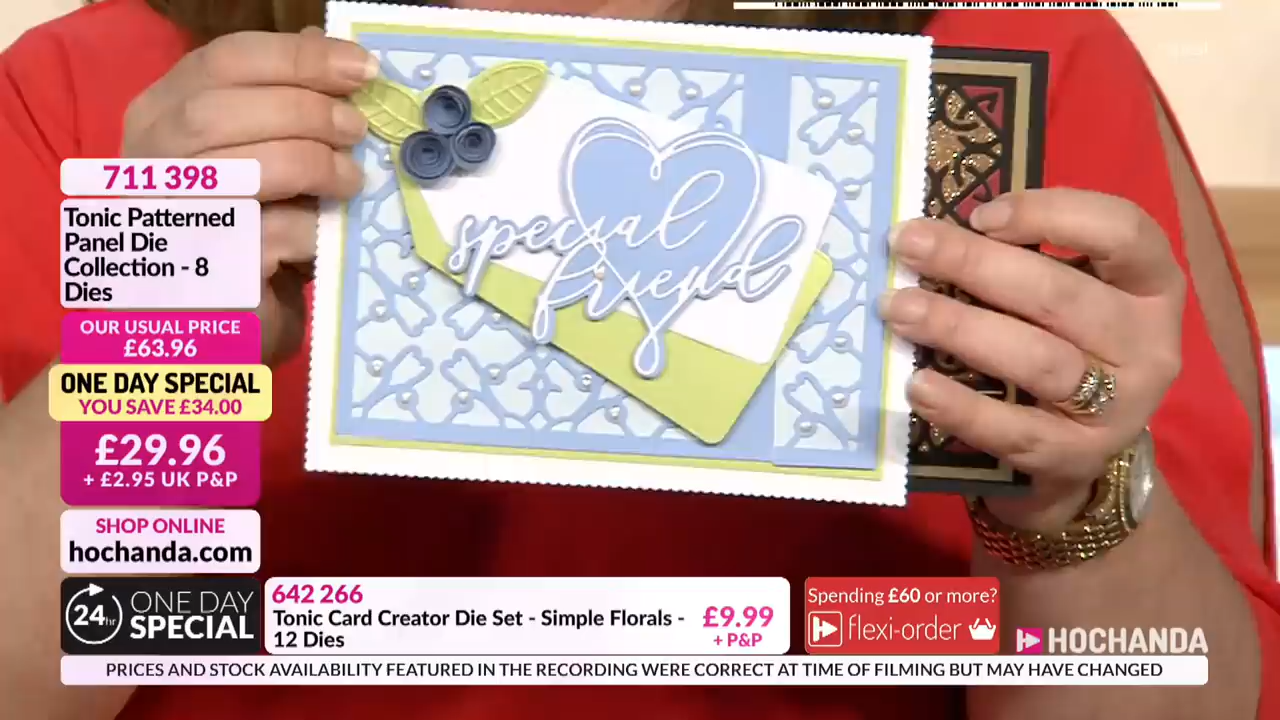 711 398
Tonic Patterned
Panel Die
Collection - 8
Dies
OUR USUAL PRICE
£63.96
ONE DAY SPECIAL
YOU SAVE £34.00
£29.96
+ £2.95 UK P&P
SHOP ONLINE
hochanda.com
special
friend
24hr
ONE DAY
SPECIAL
642 266
Tonic Card Creator Die Set - Simple Florals -
12 Dies
£9.99
+ P&P
Spending £60 or more?
flexi-order
HOCHANDA
PRICES AND STOCK AVAILABILITY FEATURED IN THE RECORDING WERE CORRECT AT TIME OF FILMING BUT MAY HAVE CHANGED